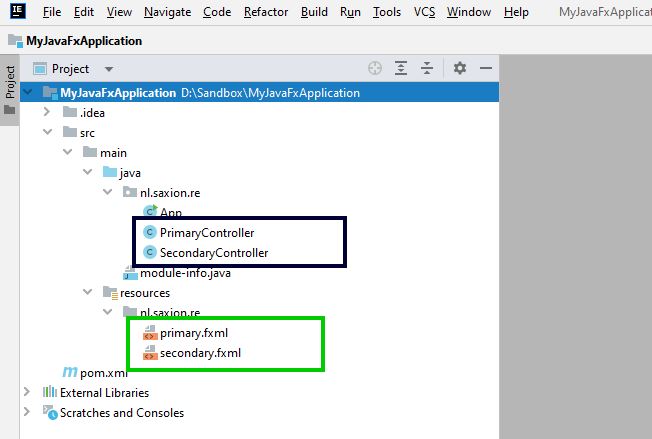 IE File Edit View Navigate Code Refactor Build Run Tools VCS Window Help MyJavaFxApplicat
MyJavaFxApplication
Project Project
MyJavaFxApplication D:\Sandbox\MyJavaFxApplication
.idea
src
main
java
nl.saxion.re
App
PrimaryController
SecondaryController
module-info.java
resources
nl.saxion.re
primary.fxml
secondary.fxml
pom.xml
External Libraries
Scratches and Consoles